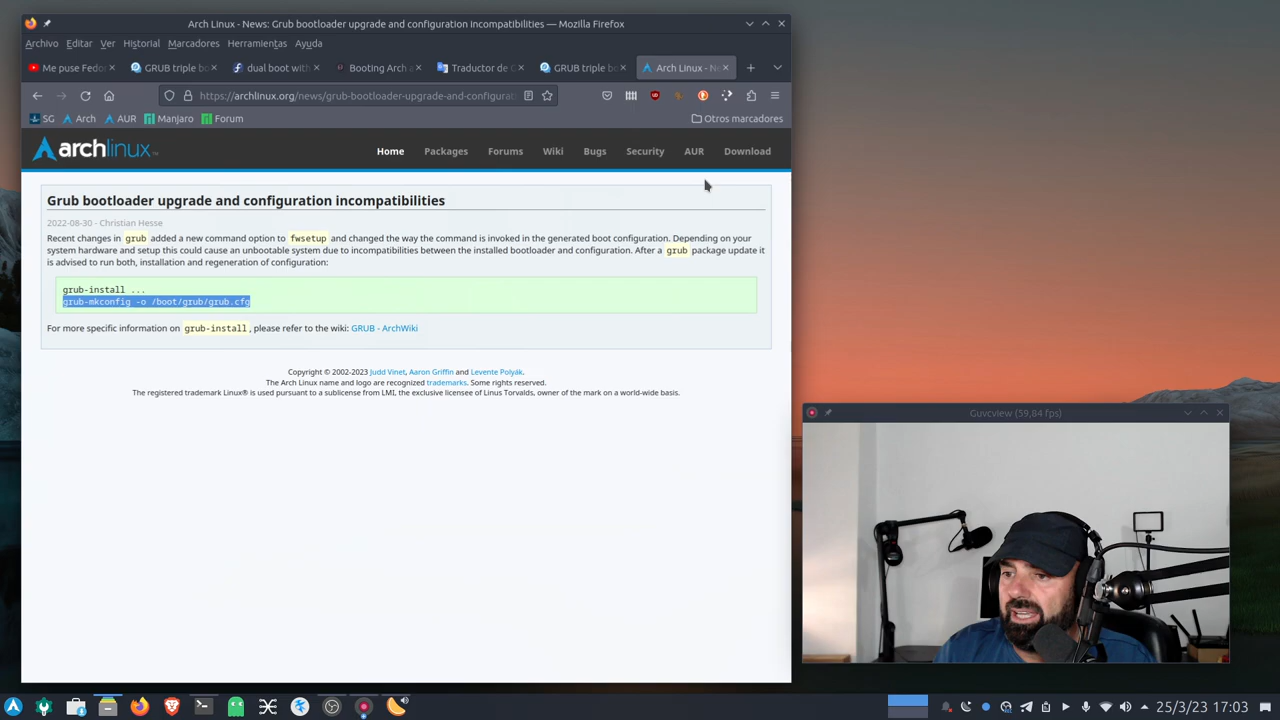 Arch Linux - News: Grub bootloader upgrade and configuration incompatibilities — Mozilla Firefox
Archivo Editar Ver Historial Marcadores Herramientas Ayuda
Me puse Fedor
GRUB triple bo
dual boot with
Booting Arch a
Traductor de G
GRUB triple bo
Arch Linux - Ne
https://archlinux.org/news/grub-bootloader-upgrade-and-configurat
SG Arch AUR Manjaro Forum Otros marcadores
archlinux
Home Packages Forums Wiki Bugs Security AUR Download
Grub bootloader upgrade and configuration incompatibilities
2022-08-30 - Christian Hesse
Recent changes in grub added a new command option to fwsetup and changed the way the command is invoked in the generated boot configuration. Depending on your
system hardware and setup this could cause an unbootable system due to incompatibilities between the installed bootloader and configuration. After a grub package update it
is advised to run both, installation and regeneration of configuration:
grub-install ...
grub-mkconfig -o /boot/grub/grub.cfg
For more specific information on grub-install, please refer to the wiki: GRUB - ArchWiki
Copyright © 2002-2023 Judd Vinet, Aaron Griffin and Levente Polyák.
The Arch Linux name and logo are recognized trademarks. Some rights reserved.
The registered trademark Linux® is used pursuant to a sublicense from LMI, the exclusive licensee of Linus Torvalds, owner of the mark on a world-wide basis.
Guvcview (59,84 fps)
25/3/23 17:03